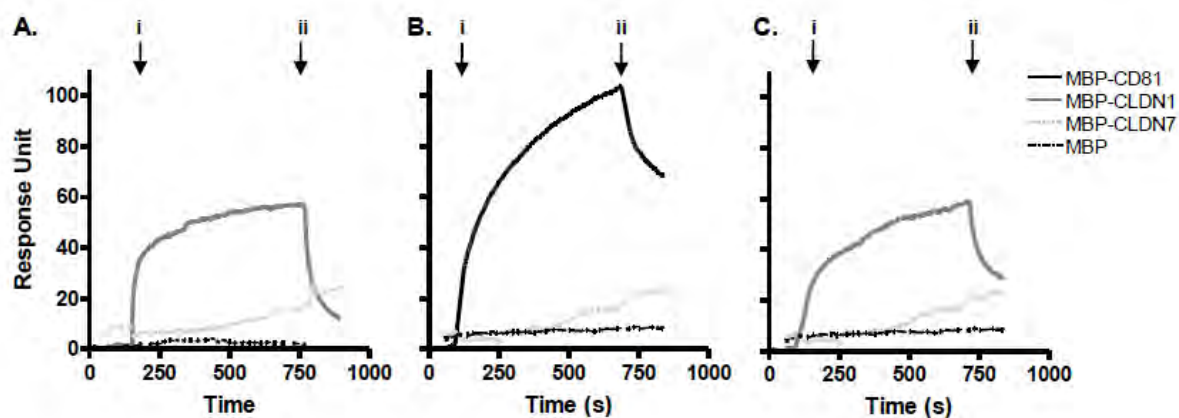 A. i ii B. i ii C. i ii
MBP-CD81
MBP-CLDN1
MBP-CLDN7
MBP
Response Unit
100
80
60
40
20
0
0 250 500 750 1000
0 250 500 750 1000
0 250 500 750 1000
Time Time (s) Time (s)